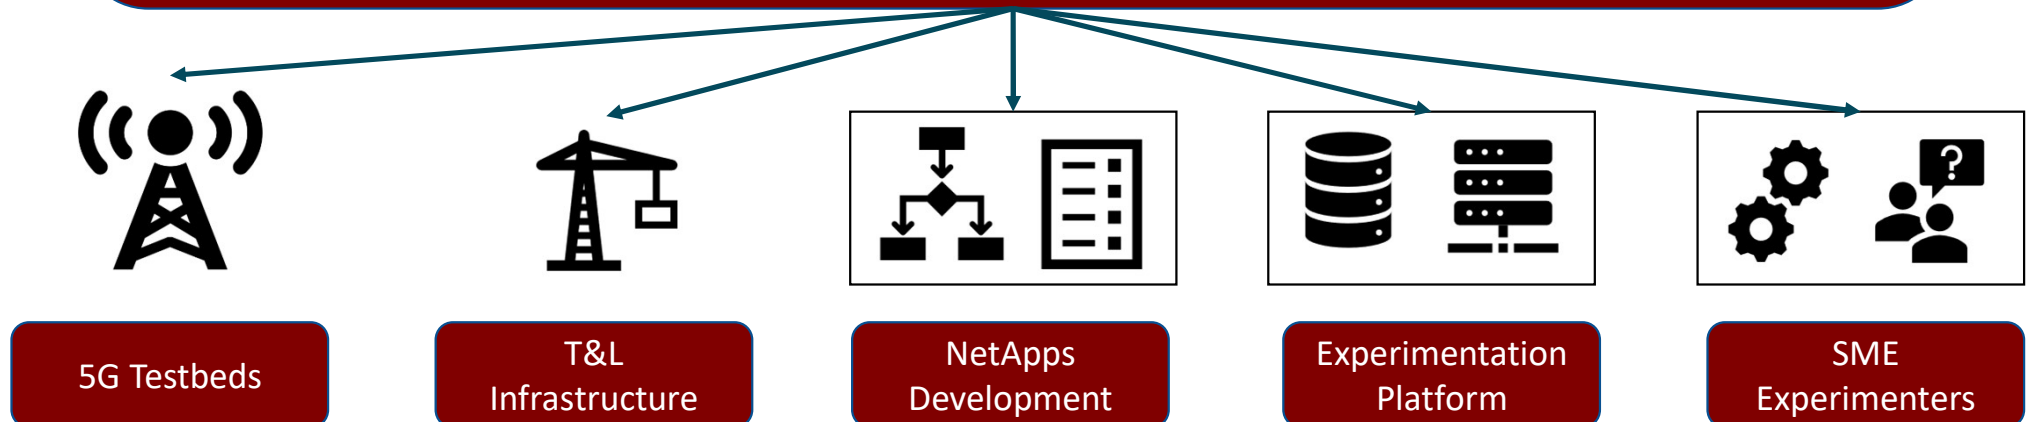 ?
5G Testbeds
T&L
Infrastructure
NetApps
Development
Experimentation
Platform
SME
Experimenters